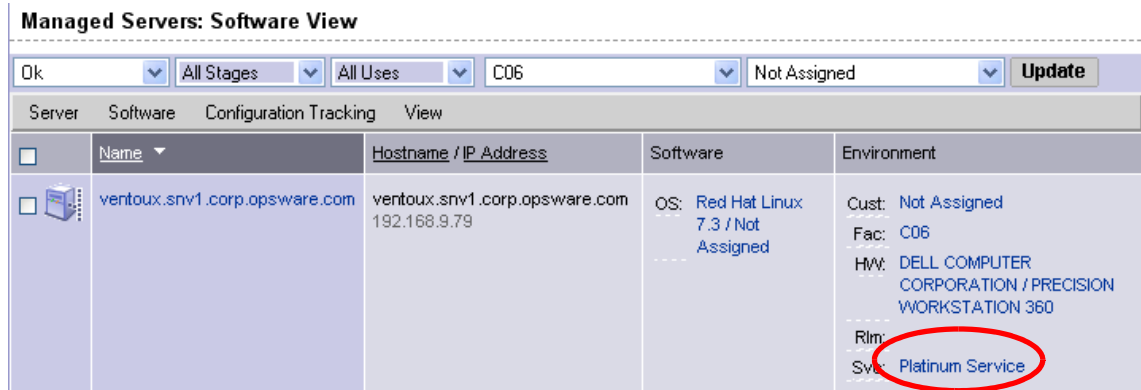 Managed Servers: Software View
Ok All Stages All Uses C06 Not Assigned Update
Server Software Configuration Tracking View
Name Hostname / IP Address Software Environment
ventoux.snv1.corp.opsware.com
ventoux.snv1.corp.opsware.com
192.168.9.79
OS: Red Hat Linux
7.3 / Not
Assigned
Cust: Not Assigned
Fac: C06
HW: DELL COMPUTER
CORPORATION / PRECISION
WORKSTATION 360
Rlm:
Svc: Platinum Service